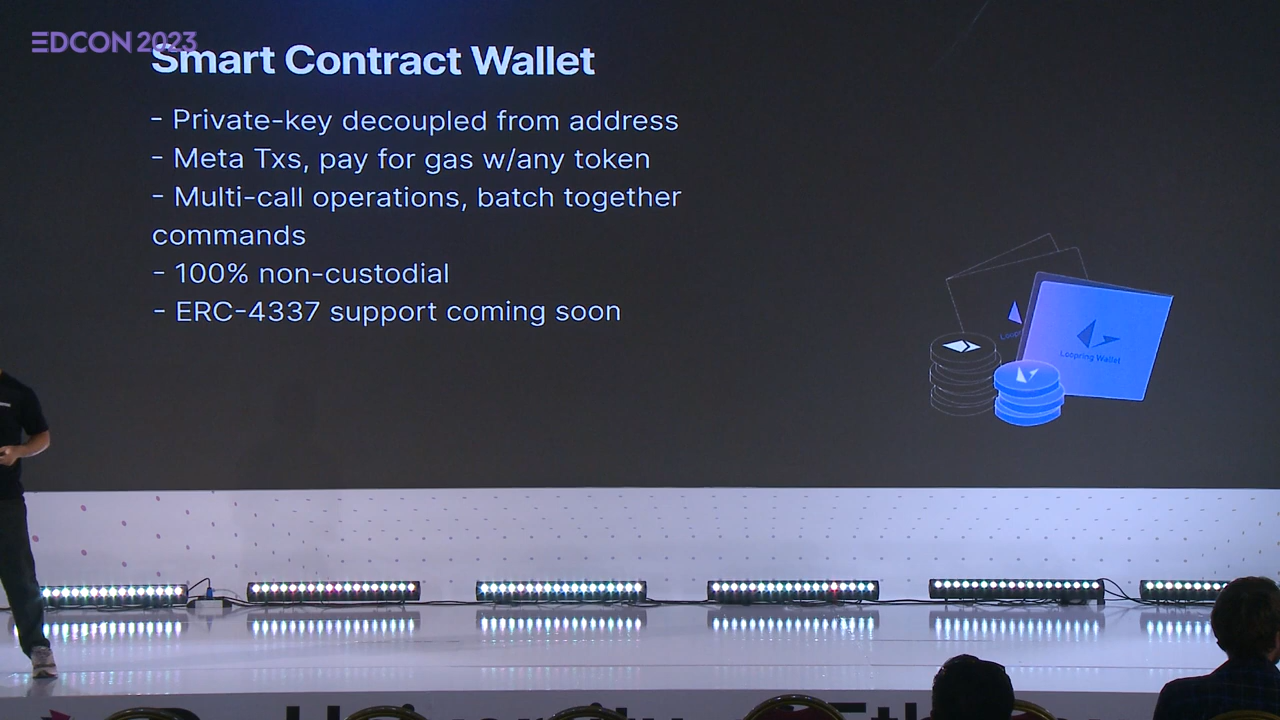 EDCON 2023
Smart Contract Wallet
- Private-key decoupled from address
- Meta Txs, pay for gas w/any token
- Multi-call operations, batch together
commands
- 100% non-custodial
- ERC-4337 support coming soon
Loopring Wallet